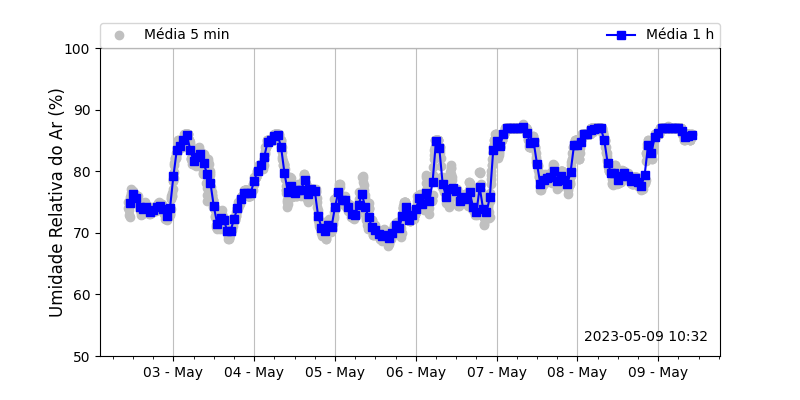 Média 5 min
Média 1 h
Umidade Relativa do Ar (%)
100
90
80
70
60
50
2023-05-09 10:32
03 - May
04 - May
05 - May
06 - May
07 - May
08 - May
09 - May